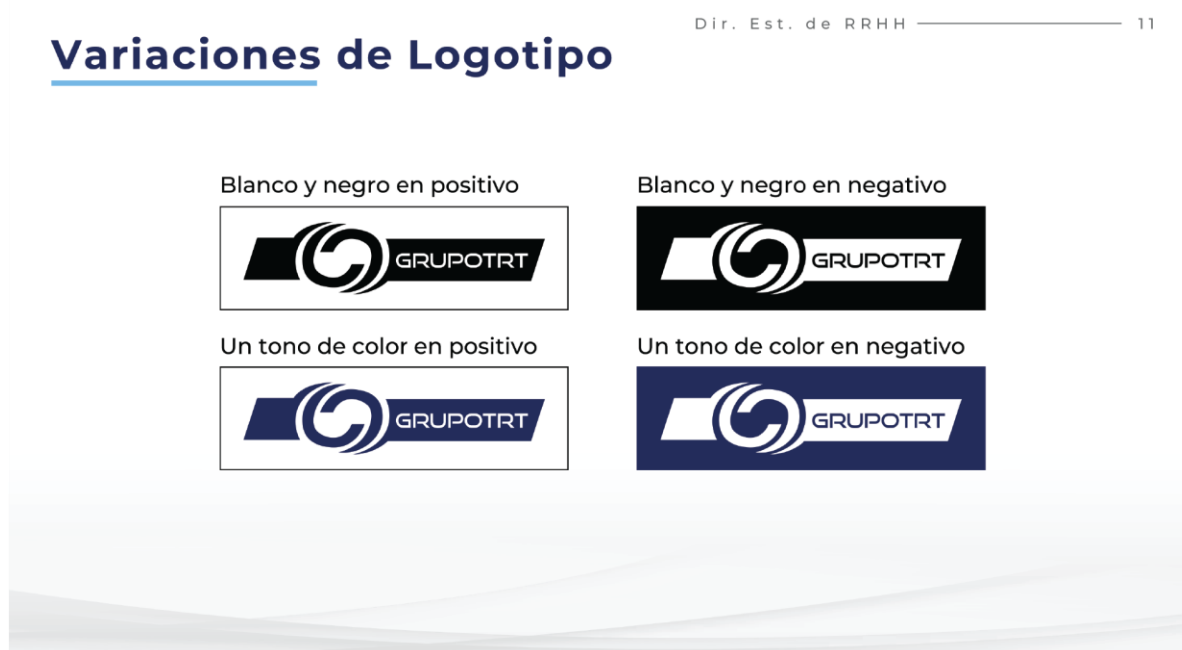 Dir. Est. de RRHH 11
Variaciones de Logotipo
Blanco y negro en positivo
GRUPOTRT
Blanco y negro en negativo
GRUPOTRT
Un tono de color en positivo
GRUPOTRT
Un tono de color en negativo
GRUPOTRT